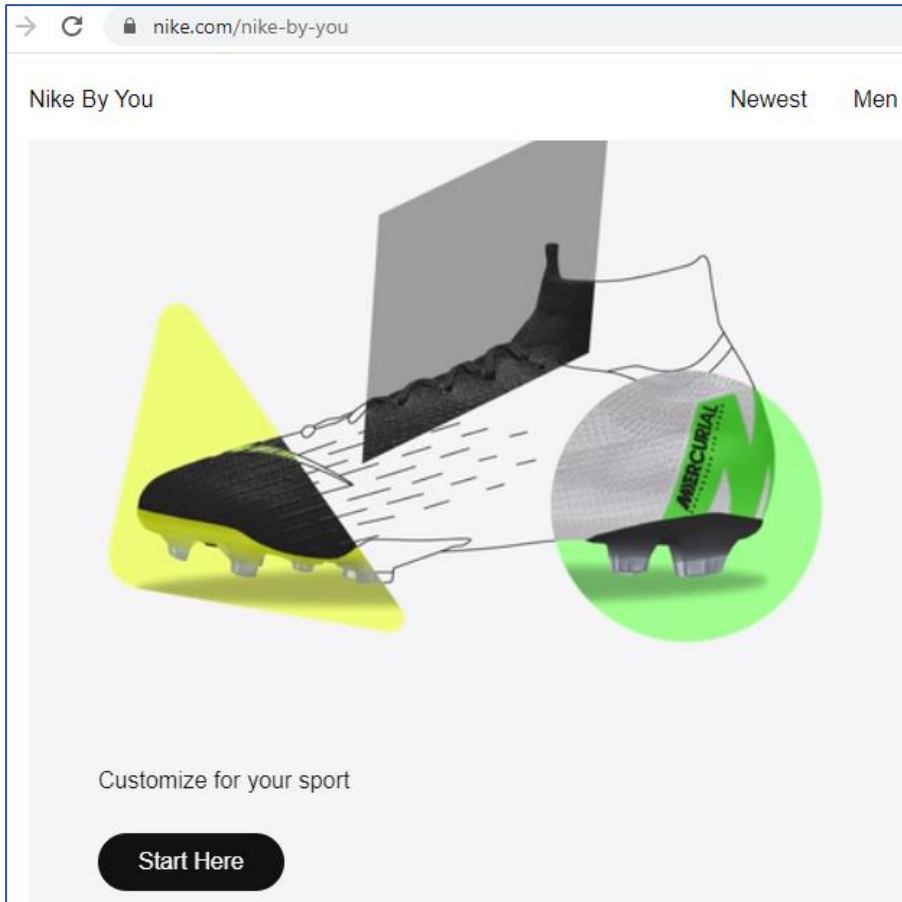 nike.com/nike-by-you
Nike By You
Newest
Men
MERCURIAL
Customize for your sport
Start Here